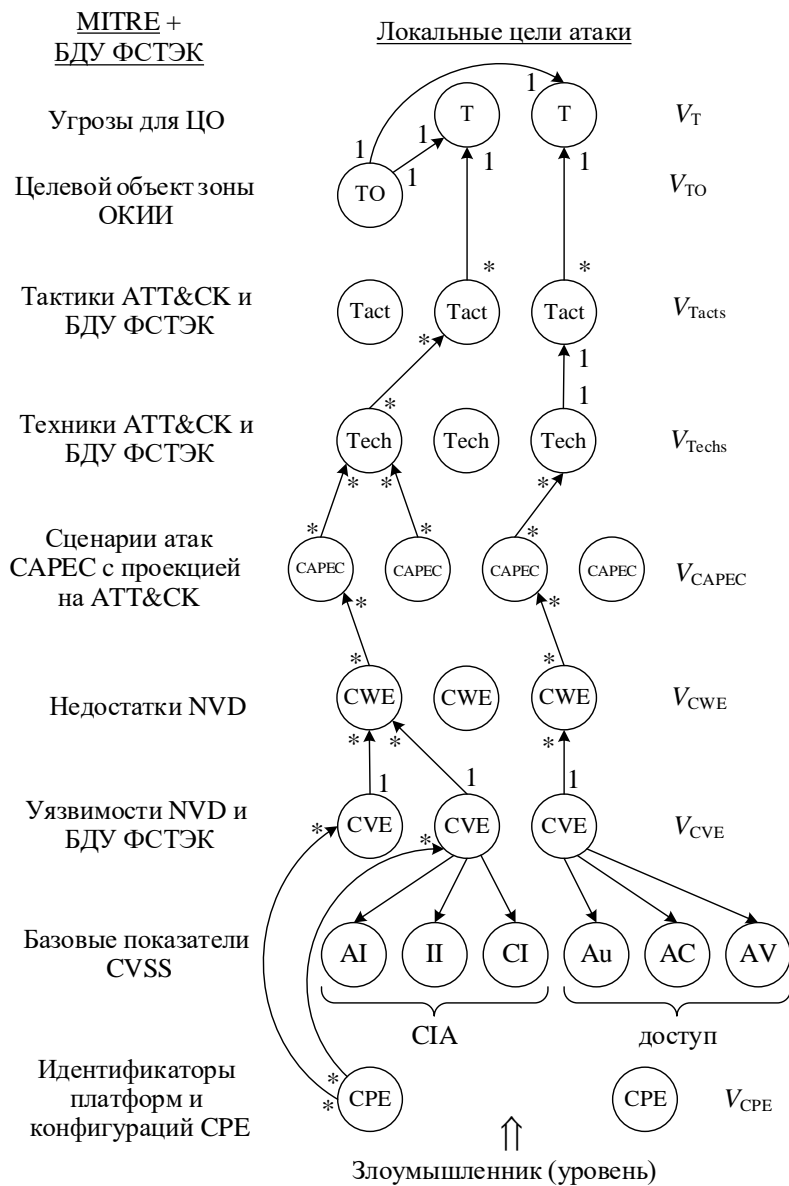 MITRE +
БДУ ФСТЭК
Локальные цели атаки
Угрозы для ЦО
1
T
T
V_T
1
1
1
1
1
Целевой объект зоны
ОКИИ
TO
V_TO
*
*
Тактики ATT&CK и
БДУ ФСТЭК
Tact
Tact
Tact
V_Tacts
*
1
*
1
Техники ATT&CK и
БДУ ФСТЭК
Tech
Tech
Tech
V_Techs
*
*
*
*
*
*
Сценарии атак
CAPEC с проекцией
на ATT&CK
CAPEC
CAPEC
CAPEC
CAPEC
V_CAPEC
*
*
*
*
Недостатки NVD
CWE
CWE
CWE
V_CWE
*
*
*
1
1
1
Уязвимости NVD и
БДУ ФСТЭК
*
CVE
*
CVE
CVE
V_CVE
Базовые показатели
CVSS
AI
II
CI
Au
AC
AV
CIA
доступ
Идентификаторы
платформ и
конфигураций CPE
*
*
CPE
CPE
V_CPE
⇑
Злоумышленник (уровень)